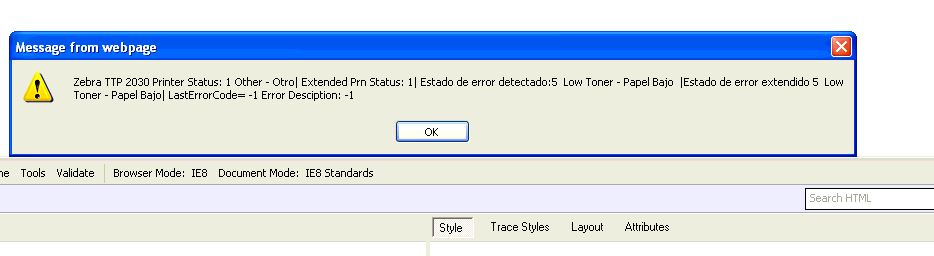 Message from webpage
Zebra TTP 2030 Printer Status: 1 Other - Otro| Extended Prn Status: 1| Estado de error detectado:5 Low Toner - Papel Bajo |Estado de error extendido 5 Low
Toner - Papel Bajo| LastErrorCode= -1 Error Desciption: -1
OK
ne Tools Validate Browser Mode: IE8 Document Mode: IE8 Standards
Search HTML
Style Trace Styles Layout Attributes